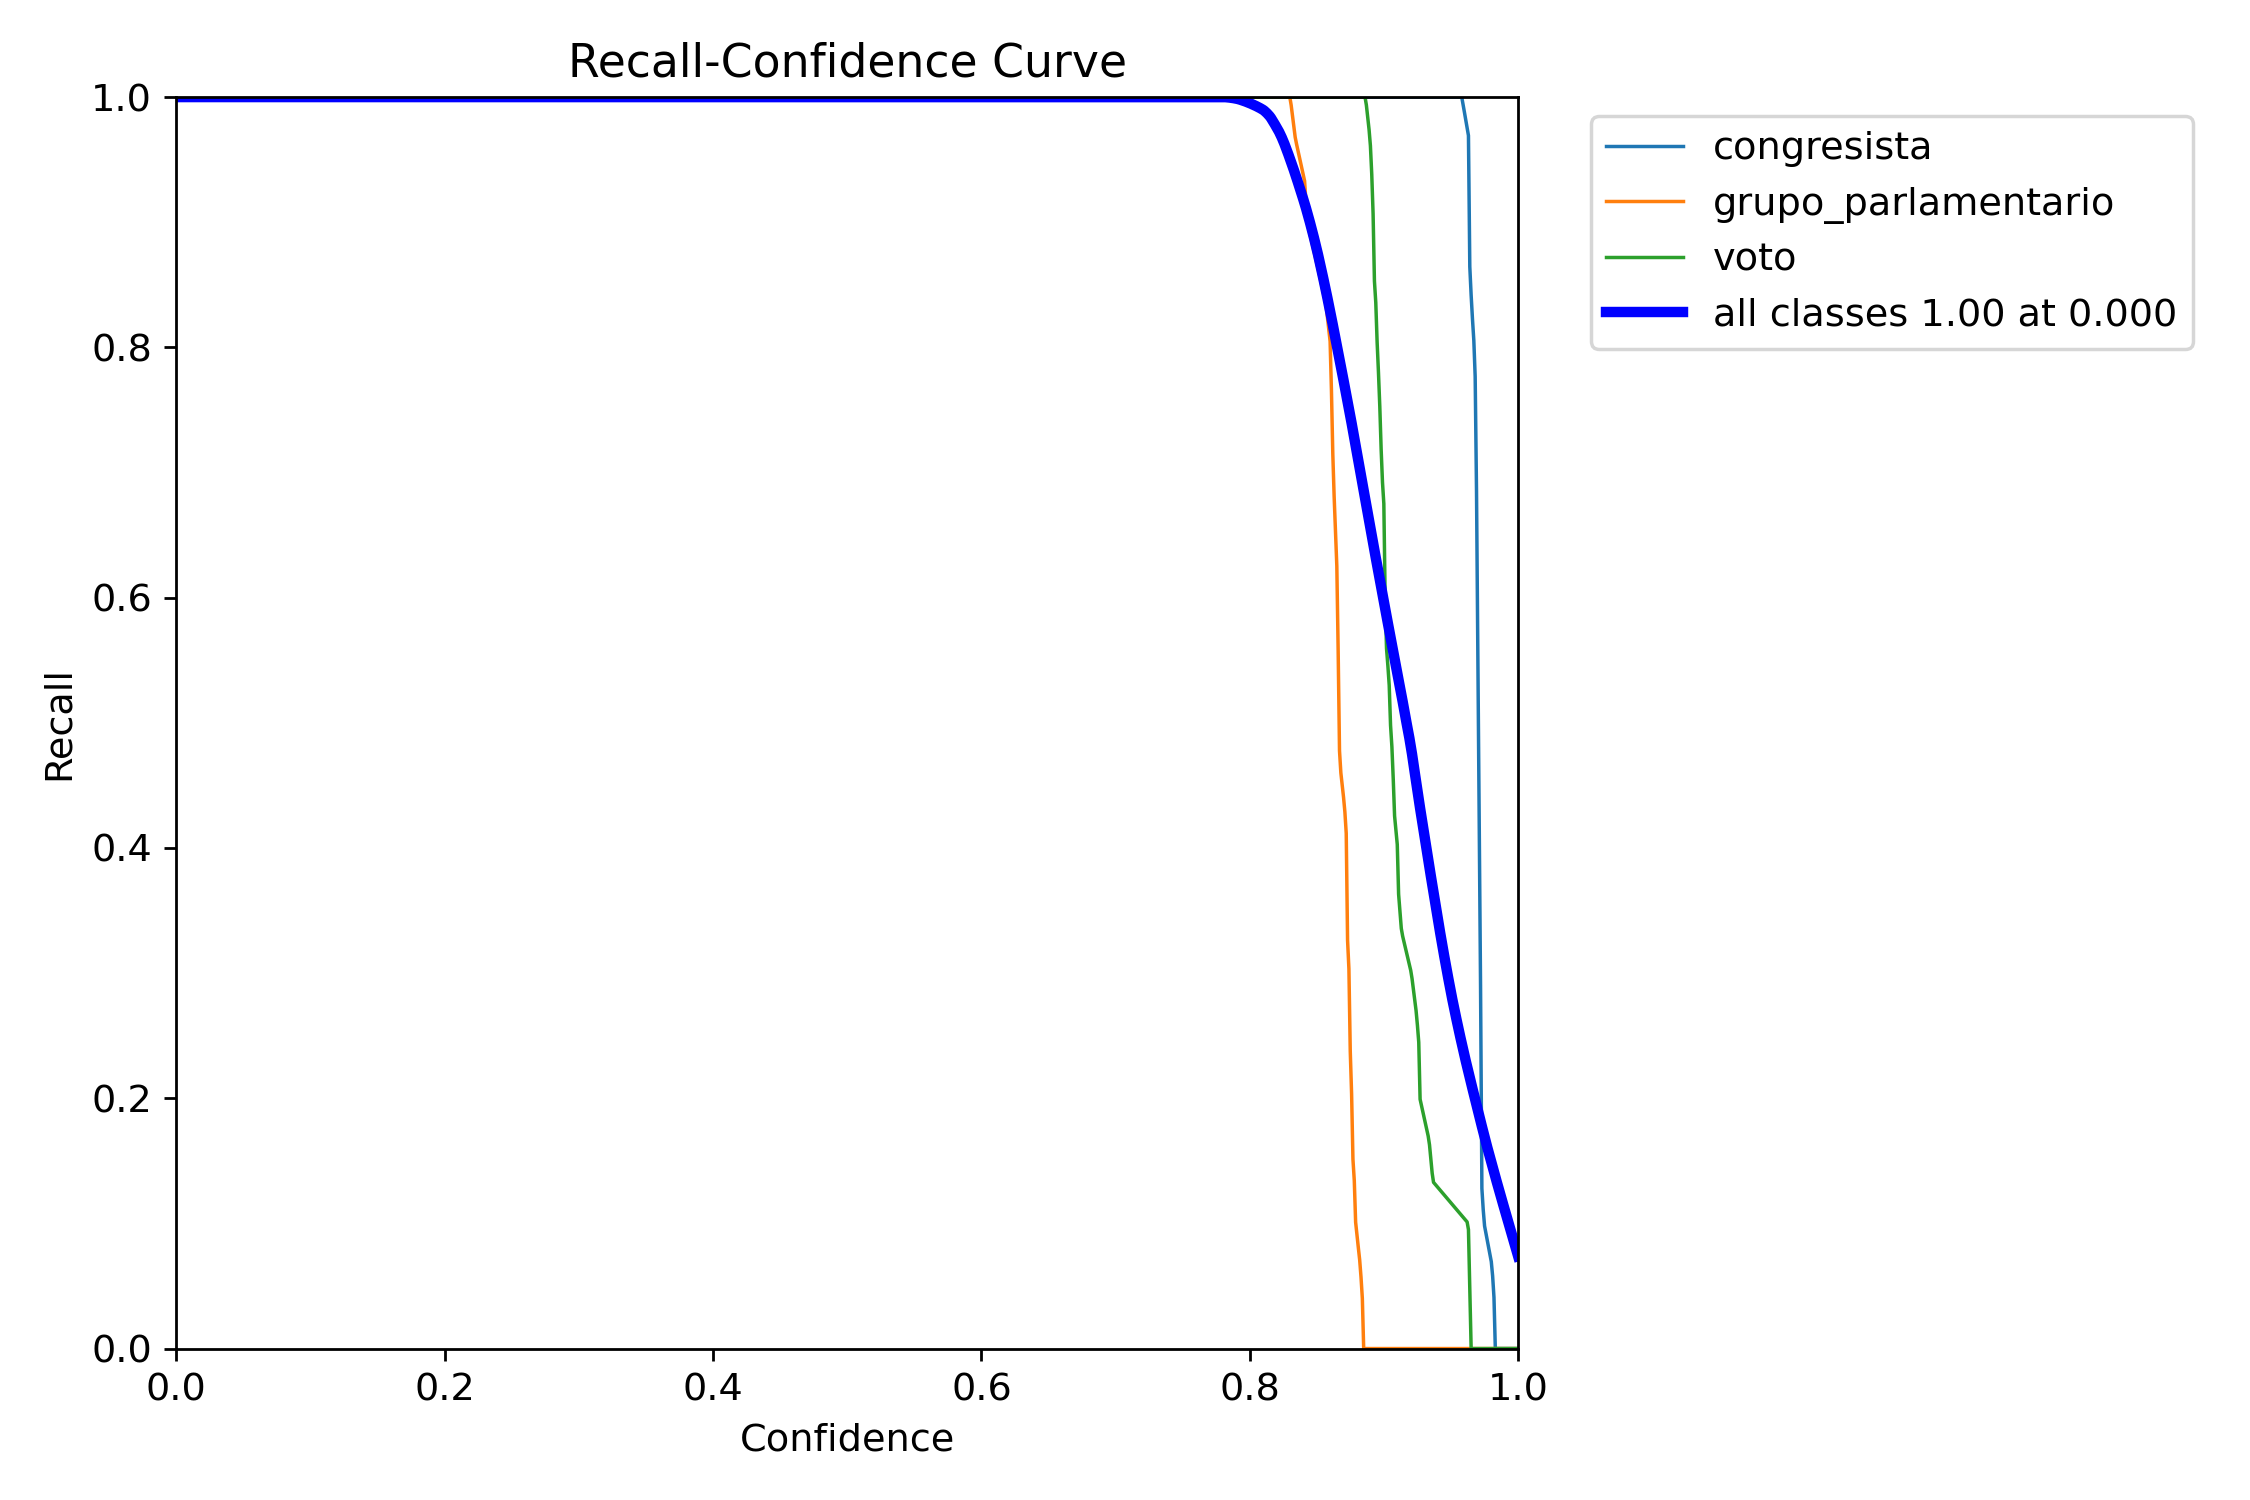 Recall-Confidence Curve
1.0
0.8
0.6
0.4
0.2
0.0
Recall
0.0 0.2 0.4 0.6 0.8 1.0
Confidence
congresista
grupo_parlamentario
voto
all classes 1.00 at 0.000